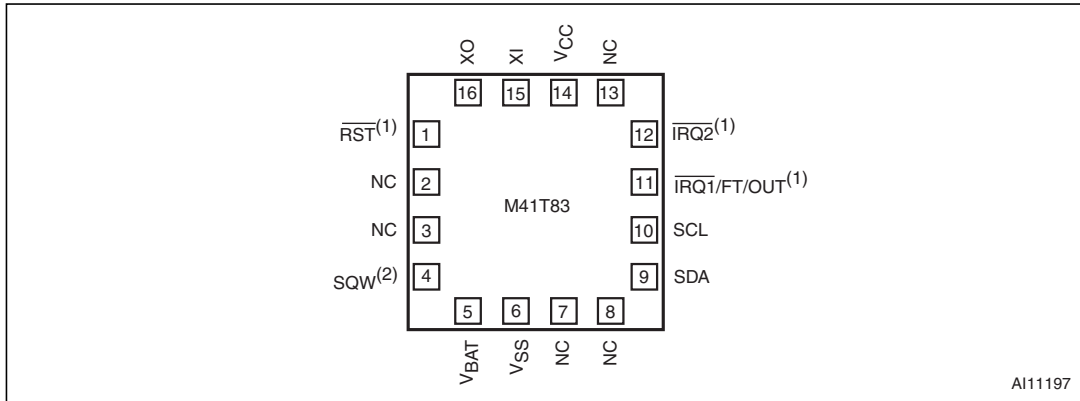 XO XI VCC NC
16 15 14 13
RST(1) 1 12 IRQ2(1)
NC 2 11 IRQ1/FT/OUT(1)
M41T83
NC 3 10 SCL
SQW(2) 4 9 SDA
5 6 7 8
VBAT VSS NC NC
AI11197